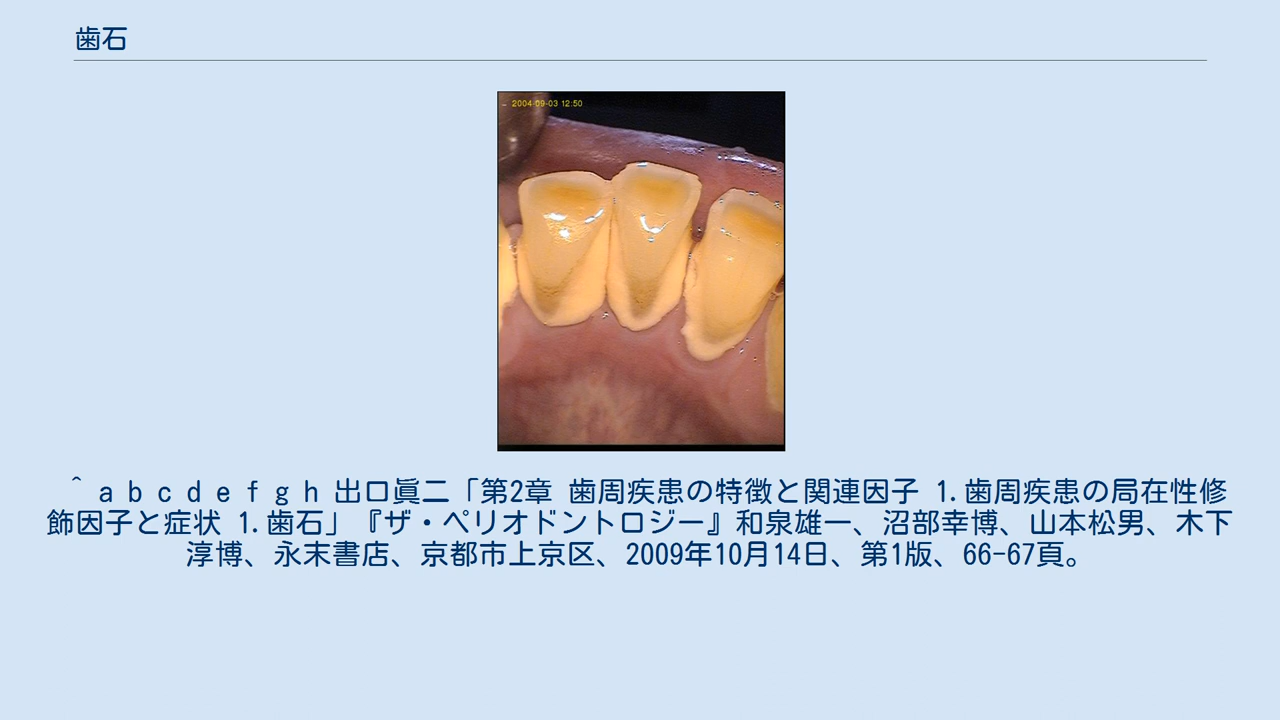 歯石
2004-09-03 12:50
^ a b c d e f g h 出口眞二「第2章 歯周疾患の特徴と関連因子 1.歯周疾患の局在性修
飾因子と症状 1.歯石」『ザ・ペリオドントロジー』和泉雄一、沼部幸博、山本松男、木下
淳博、永末書店、京都市上京区、2009年10月14日、第1版、66-67頁。